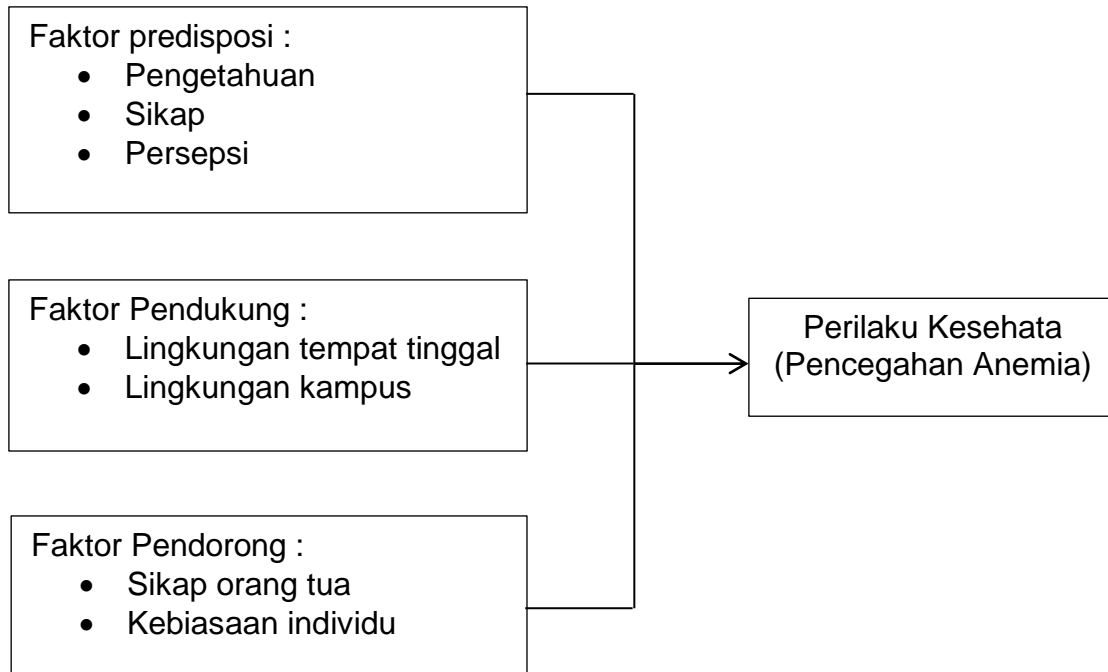 Faktor predisposi :
• Pengetahuan
• Sikap
• Persepsi
Faktor Pendukung :
• Lingkungan tempat tinggal
• Lingkungan kampus
Faktor Pendorong :
• Sikap orang tua
• Kebiasaan individu
Perilaku Kesehata
(Pencegahan Anemia)